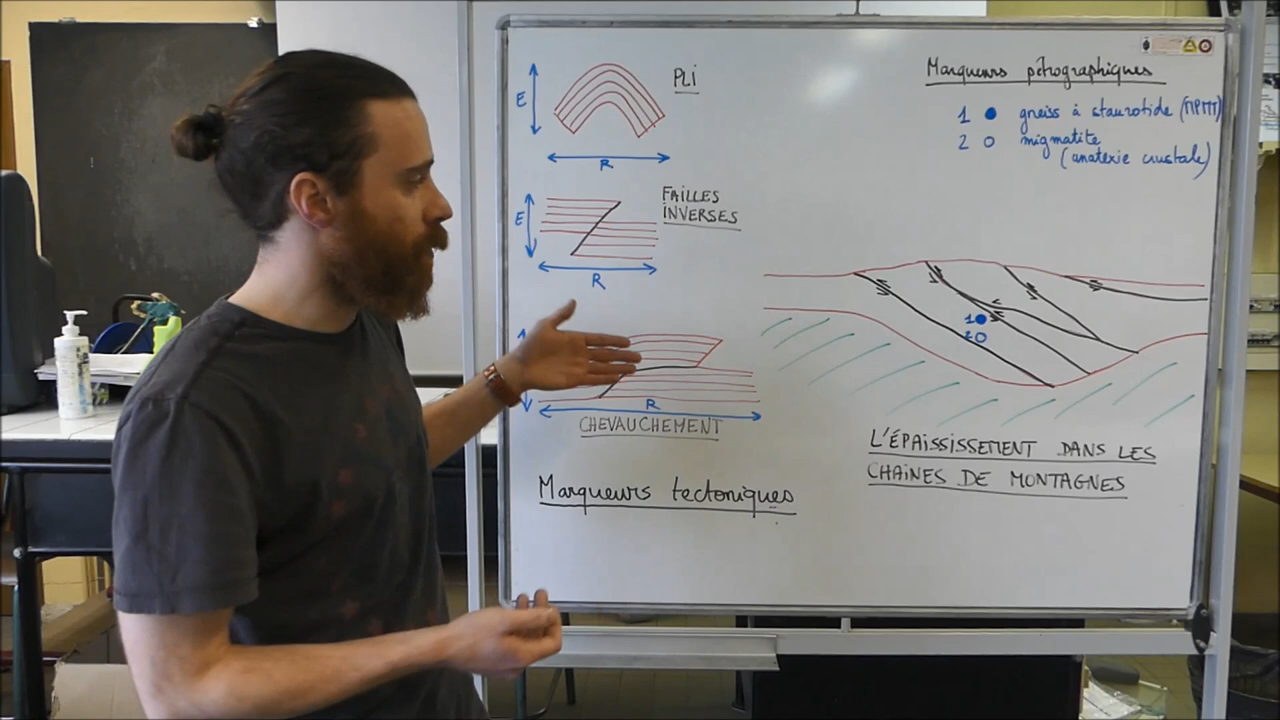 E
PLI
R
E
FAILLES
INVERSES
R
R
CHEVAUCHEMENT
Marqueurs tectoniques
Marqueurs pétrographiques
1 gneiss à staurotide (MPMT)
2 migmatite
(anatexie crustale)
1
2
L'ÉPAISSISSEMENT DANS LES
CHAINES DE MONTAGNES